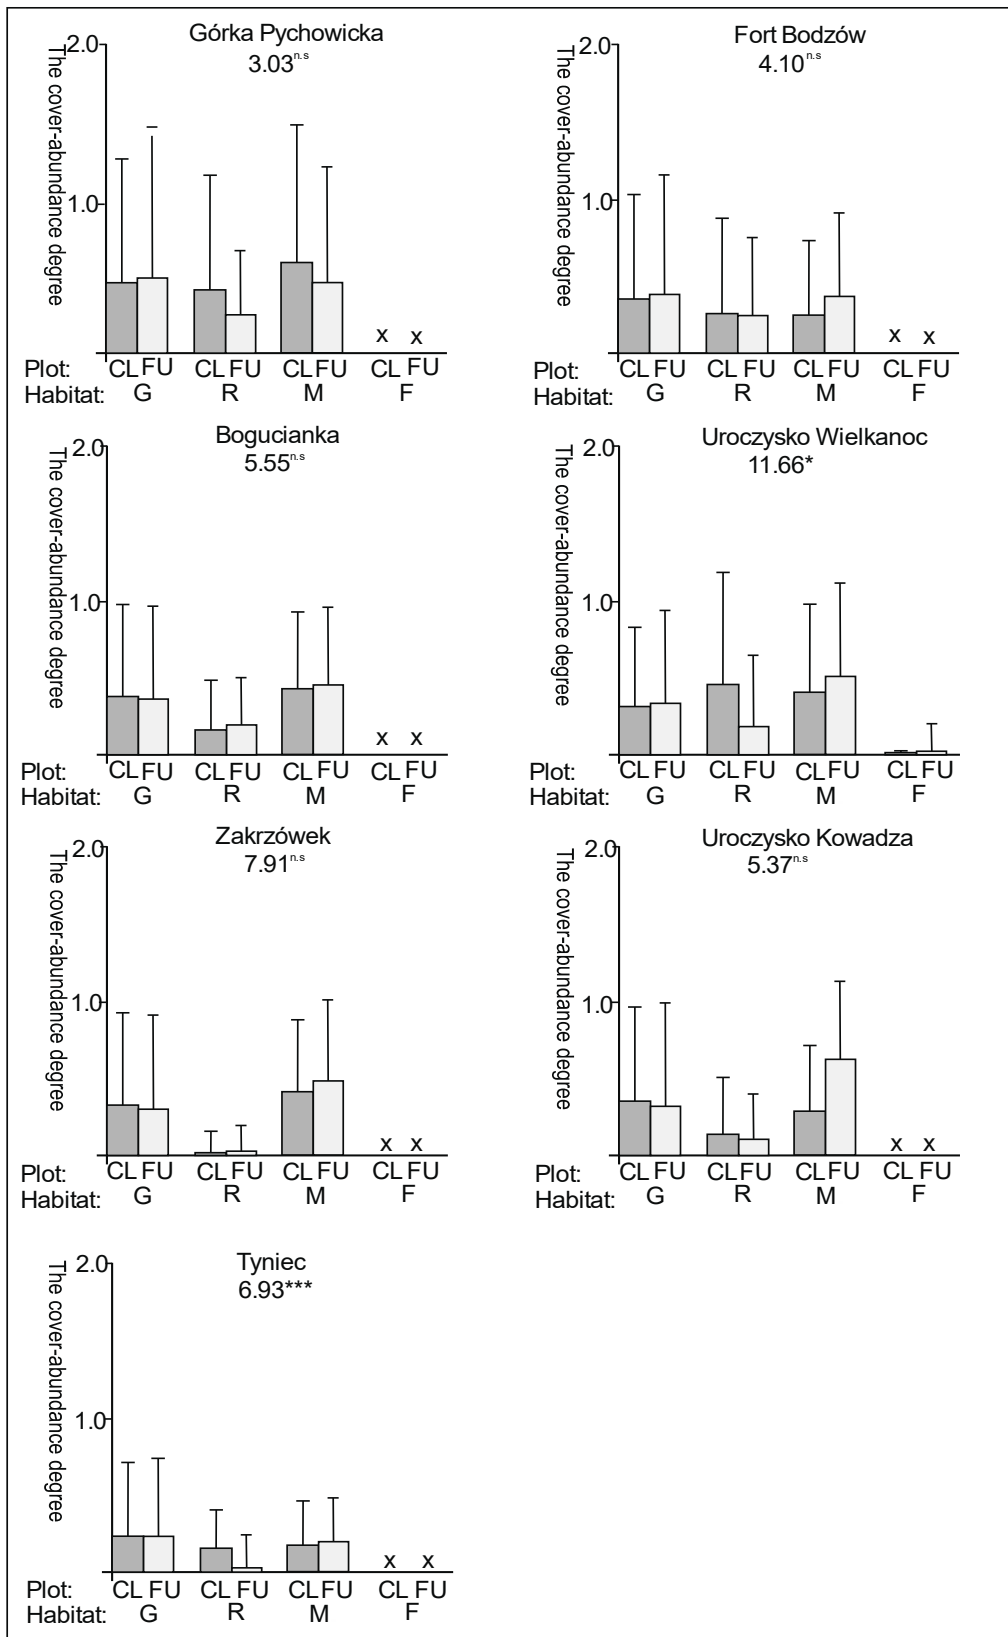 Górka Pychowicka
3.03n.s
2.0
1.0
The cover-abundance degree
x x
Plot: CL FU CL FU CL FU CL FU
Habitat: G R M F
Fort Bodzów
4.10n.s
2.0
1.0
The cover-abundance degree
x x
Plot: CL FU CL FU CL FU CL FU
Habitat: G R M F
Bogucianka
5.55n.s
2.0
1.0
The cover-abundance degree
x x
Plot: CL FU CL FU CL FU CL FU
Habitat: G R M F
Uroczysko Wielkanoc
11.66*
2.0
1.0
The cover-abundance degree
Plot: CL FU CL FU CL FU CL FU
Habitat: G R M F
Zakrzówek
7.91n.s
2.0
1.0
The cover-abundance degree
x x
Plot: CL FU CL FU CL FU CL FU
Habitat: G R M F
Uroczysko Kowadza
5.37n.s
2.0
1.0
The cover-abundance degree
x x
Plot: CL FU CL FU CL FU CL FU
Habitat: G R M F
Tyniec
6.93***
2.0
1.0
The cover-abundance degree
x x
Plot: CL FU CL FU CL FU CL FU
Habitat: G R M F